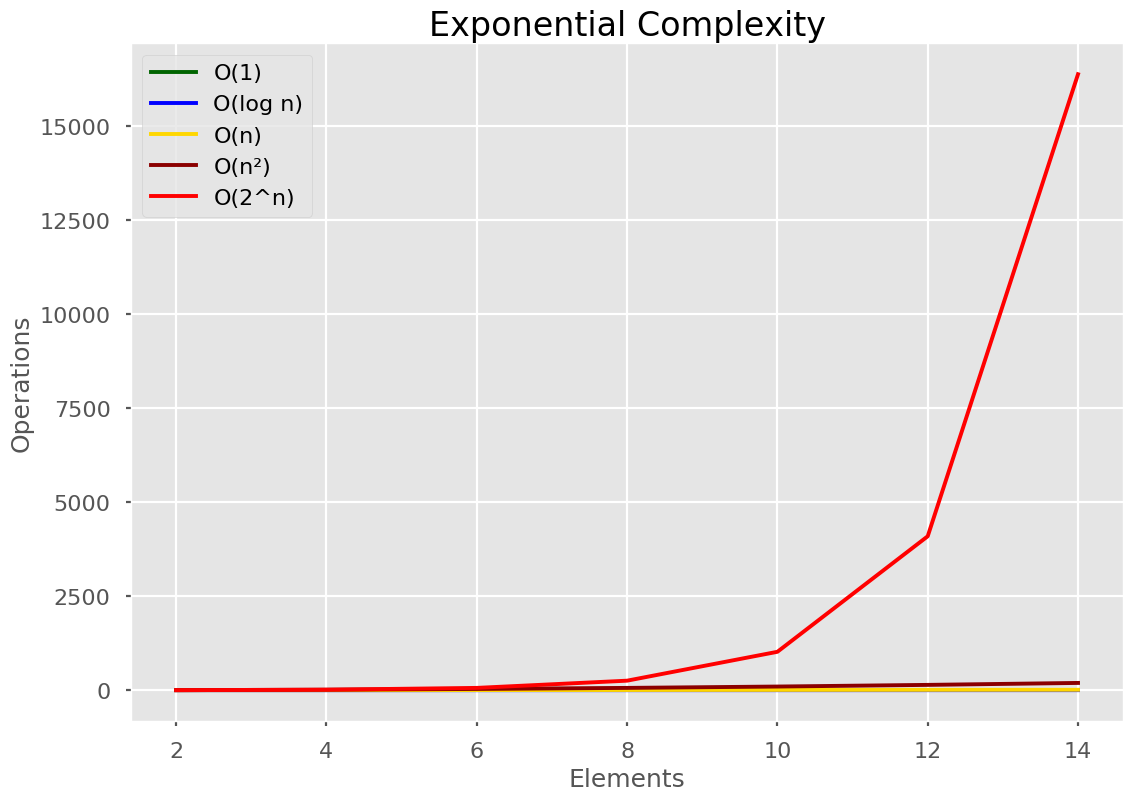 Exponential Complexity
O(1)
O(log n)
O(n)
O(n²)
O(2^n)
15000
12500
10000
7500
5000
2500
0
Operations
2 4 6 8 10 12 14
Elements